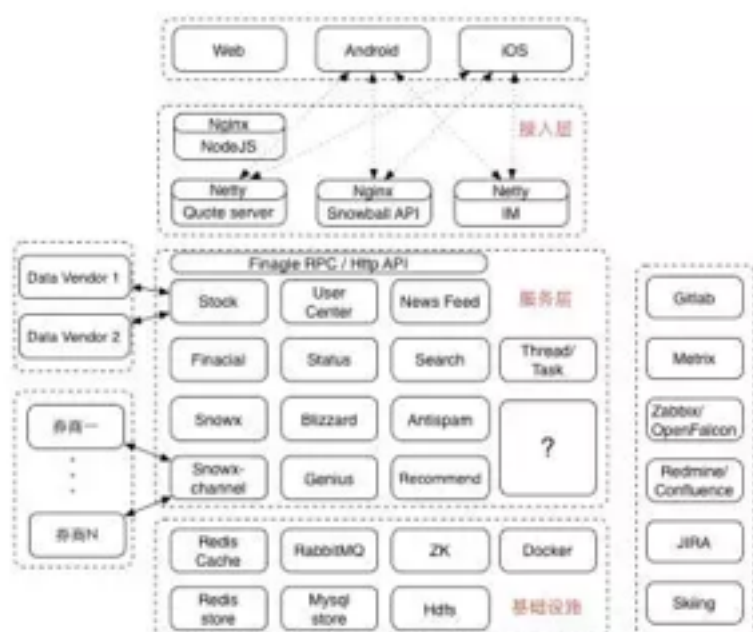 Web
Android
iOS
Nginx
NodeJS
接入层
Netty
Quote server
Nginx
Snowball API
Netty
IM
Data Vendor 1
Data Vendor 2
券商一
券商N
Finagle RPC / Http API
服务层
Stock
User
Center
News Feed
Finacial
Status
Search
Thread/
Task
Snowx
Blizzard
Antispam
?
Snowx-
channel
Genius
Recommend
Redis
Cache
RabbitMQ
ZK
Docker
Redis
store
Mysql
store
Hdfs
基础设施
Gitlab
Metrix
Zabbix/
OpenFalcon
Redmine/
Confluence
JIRA
Skiing